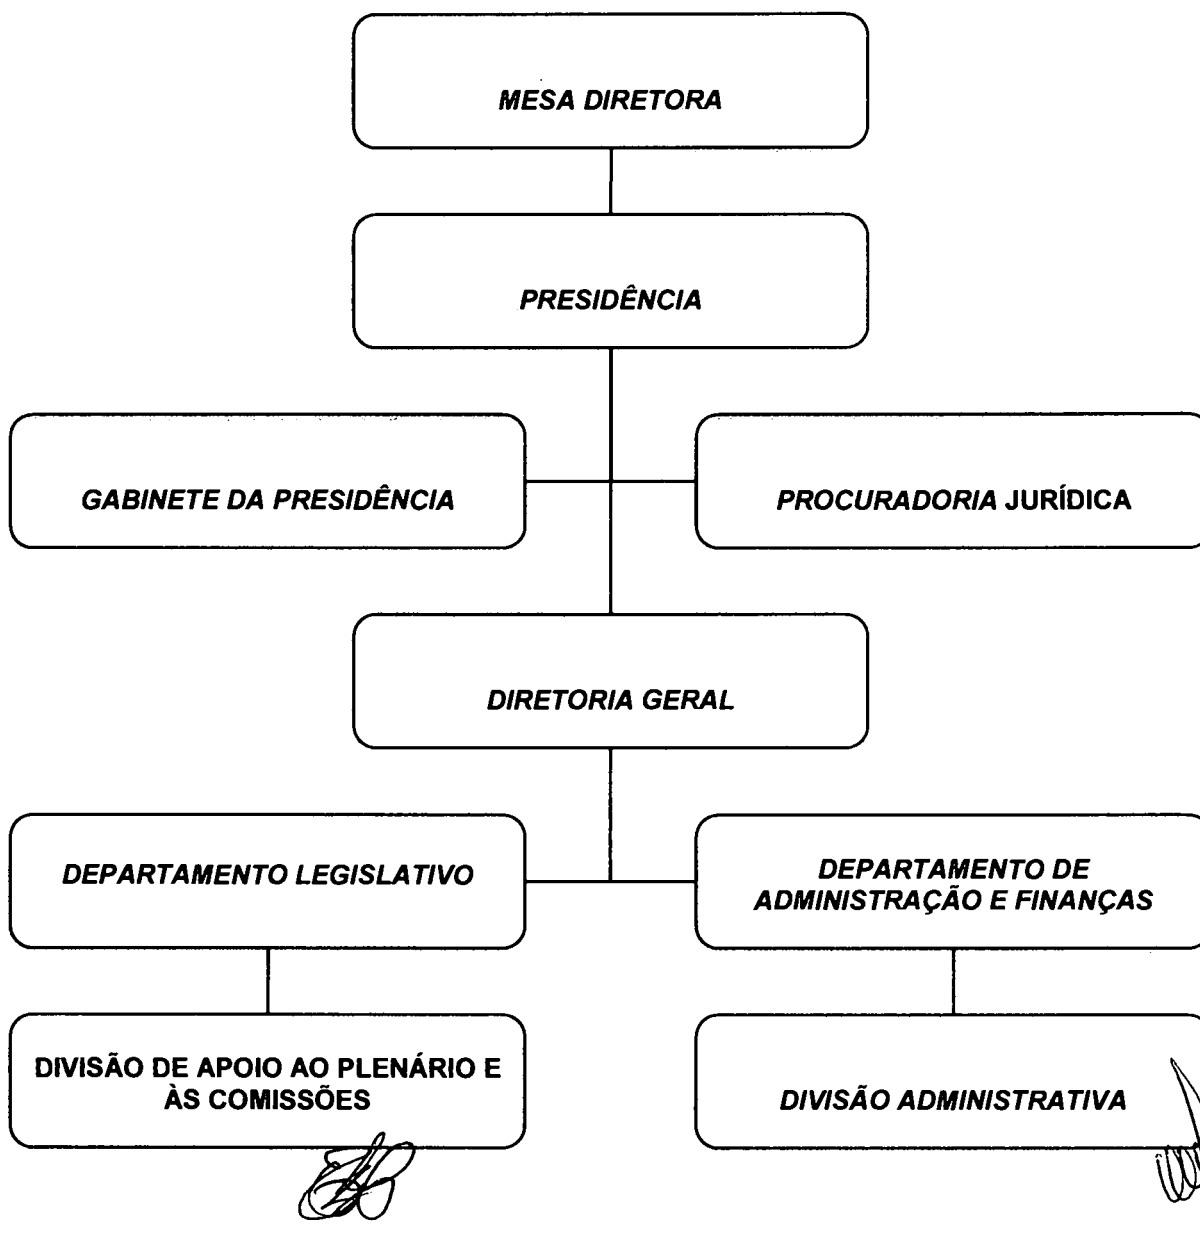 MESA DIRETORA
PRESIDÊNCIA
GABINETE DA PRESIDÊNCIA
PROCURADORIA JURÍDICA
DIRETORIA GERAL
DEPARTAMENTO LEGISLATIVO
DEPARTAMENTO DE
ADMINISTRAÇÃO E FINANÇAS
DIVISÃO DE APOIO AO PLENÁRIO E
ÀS COMISSÕES
DIVISÃO ADMINISTRATIVA